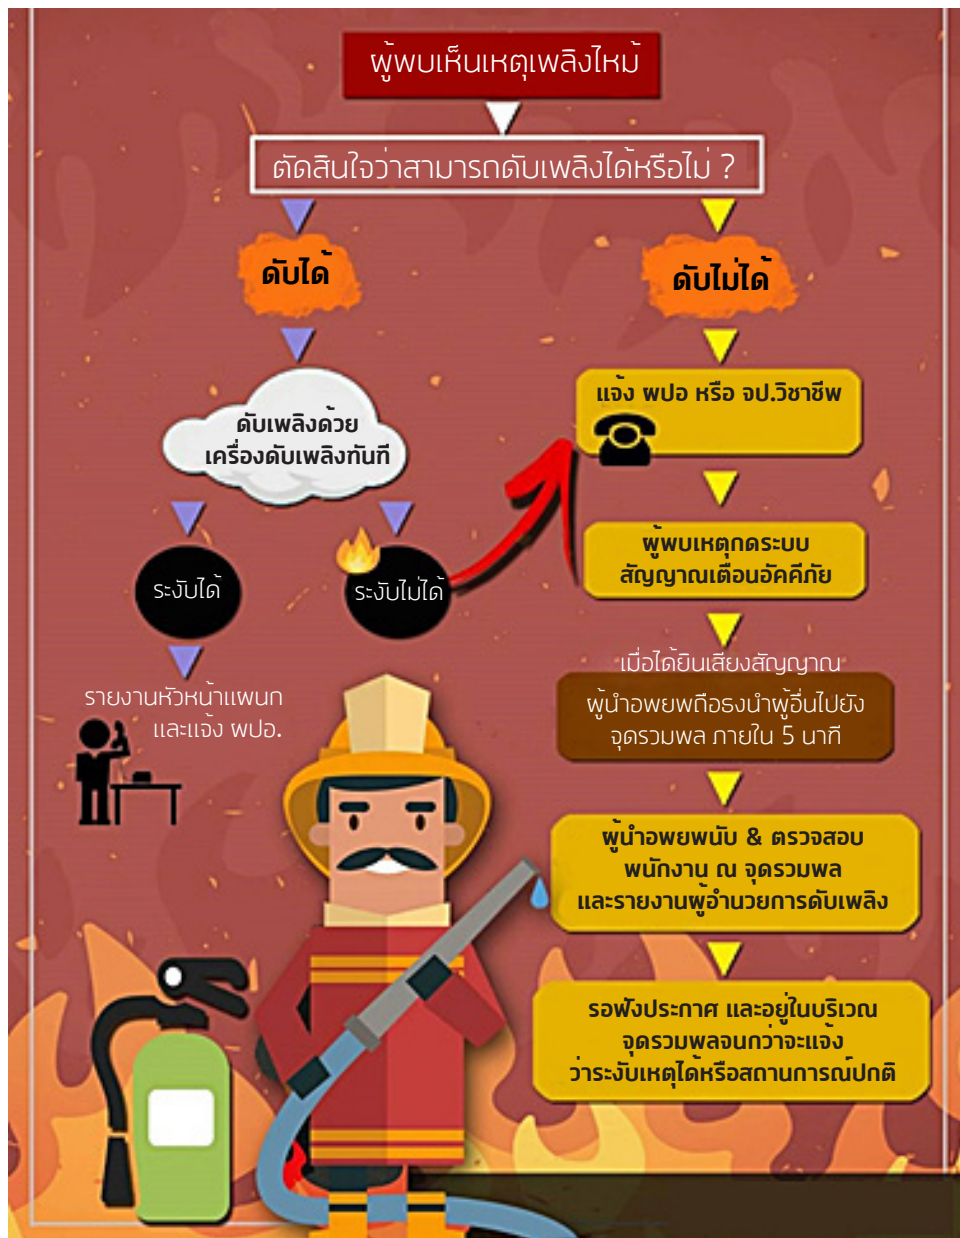 ผู้พบเห็นเหตุเพลิงไหม้
ตัดสินใจว่าสามารถดับเพลิงได้หรือไม่ ?
ดับได้
ดับไม่ได้
ดับเพลิงด้วย
เครื่องดับเพลิงทันที
แจ้ง ผปอ หรือ จป.วิชาชีพ
ระงับได้
ระงับไม่ได้
ผู้พบเหตุกดระบบ
สัญญาณเตือนอัคคีภัย
รายงานหัวหน้าแผนก
และแจ้ง ผปอ.
เมื่อได้ยินเสียงสัญญาณ
ผู้นำอพยพถือธงนำผู้อื่นไปยัง
จุดรวมพล ภายใน 5 นาที
ผู้นำอพยพนับ & ตรวจสอบ
พนักงาน ณ จุดรวมพล
และรายงานผู้อำนวยการดับเพลิง
รอฟังประกาศ และอยู่ในบริเวณ
จุดรวมพลจนกว่าจะแจ้ง
ว่าระงับเหตุได้หรือสถานการณ์ปกติ